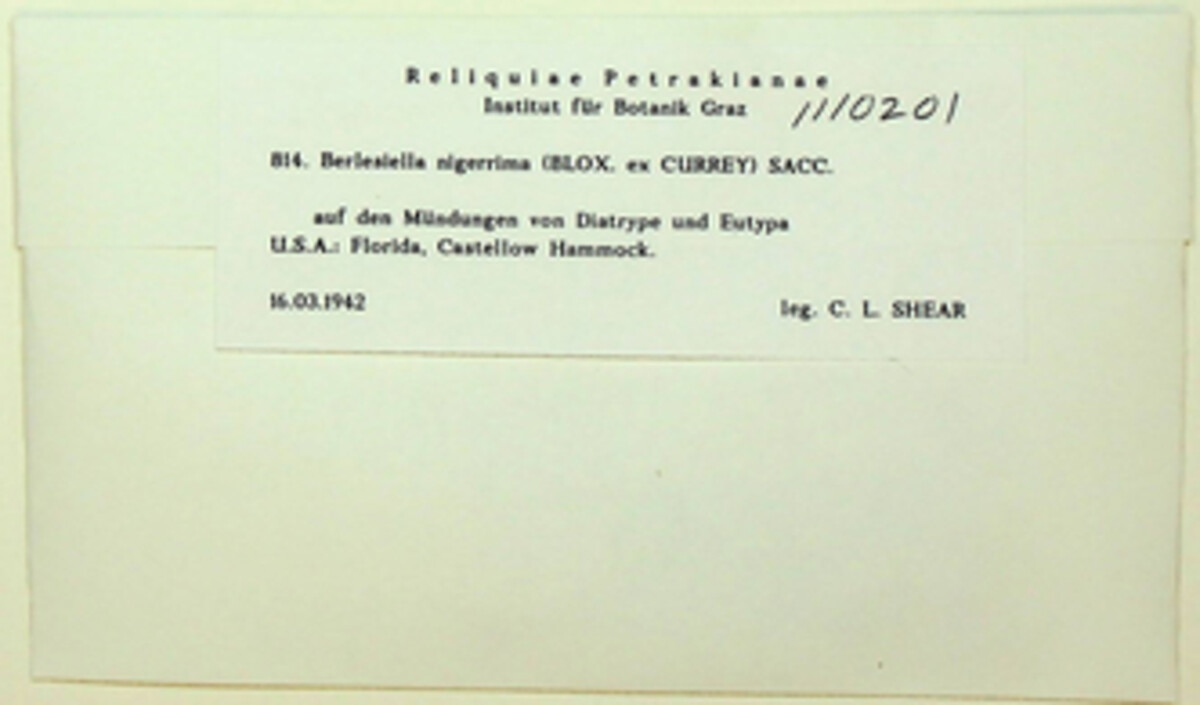 Reliquiae Petrakianae
Institut für Botanik Graz 1110201
814. Berlesiella nigerrima (BLOX. ex CURREY) SACC.
auf den Mündungen von Diatrype und Eutypa
U.S.A.: Florida, Castellow Hammock.
16.03.1942 leg. C. L. SHEAR